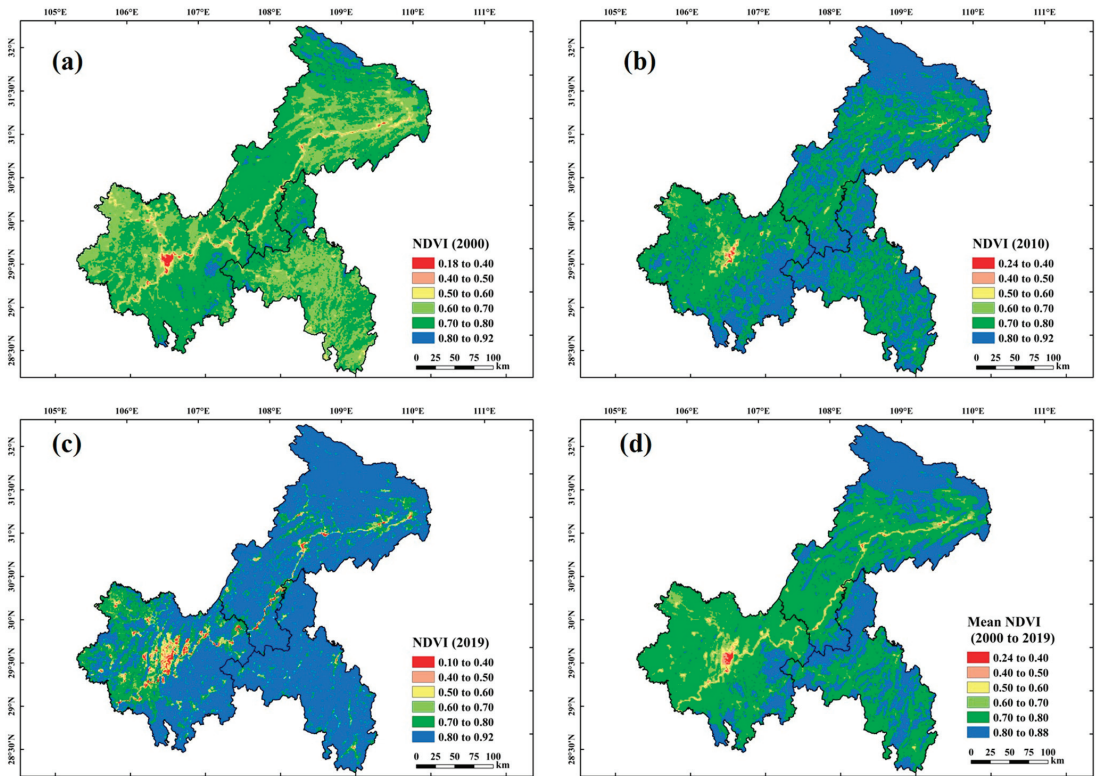 105°E 106°E 107°E 108°E 109°E 110°E 111°E
(a)
32°N
31°30'N
31°N
30°30'N
30°N
29°30'N
29°N
28°30'N
NDVI (2000)
0.18 to 0.40
0.40 to 0.50
0.50 to 0.60
0.60 to 0.70
0.70 to 0.80
0.80 to 0.92
0 25 50 75 100
km
105°E 106°E 107°E 108°E 109°E 110°E 111°E
(b)
32°N
31°30'N
31°N
30°30'N
30°N
29°30'N
29°N
28°30'N
NDVI (2010)
0.24 to 0.40
0.40 to 0.50
0.50 to 0.60
0.60 to 0.70
0.70 to 0.80
0.80 to 0.92
0 25 50 75 100
km
105°E 106°E 107°E 108°E 109°E 110°E 111°E
(c)
32°N
31°30'N
31°N
30°30'N
30°N
29°30'N
29°N
28°30'N
NDVI (2019)
0.10 to 0.40
0.40 to 0.50
0.50 to 0.60
0.60 to 0.70
0.70 to 0.80
0.80 to 0.92
0 25 50 75 100
km
105°E 106°E 107°E 108°E 109°E 110°E 111°E
(d)
32°N
31°30'N
31°N
30°30'N
30°N
29°30'N
29°N
28°30'N
Mean NDVI
(2000 to 2019)
0.24 to 0.40
0.40 to 0.50
0.50 to 0.60
0.60 to 0.70
0.70 to 0.80
0.80 to 0.88
0 25 50 75 100
km